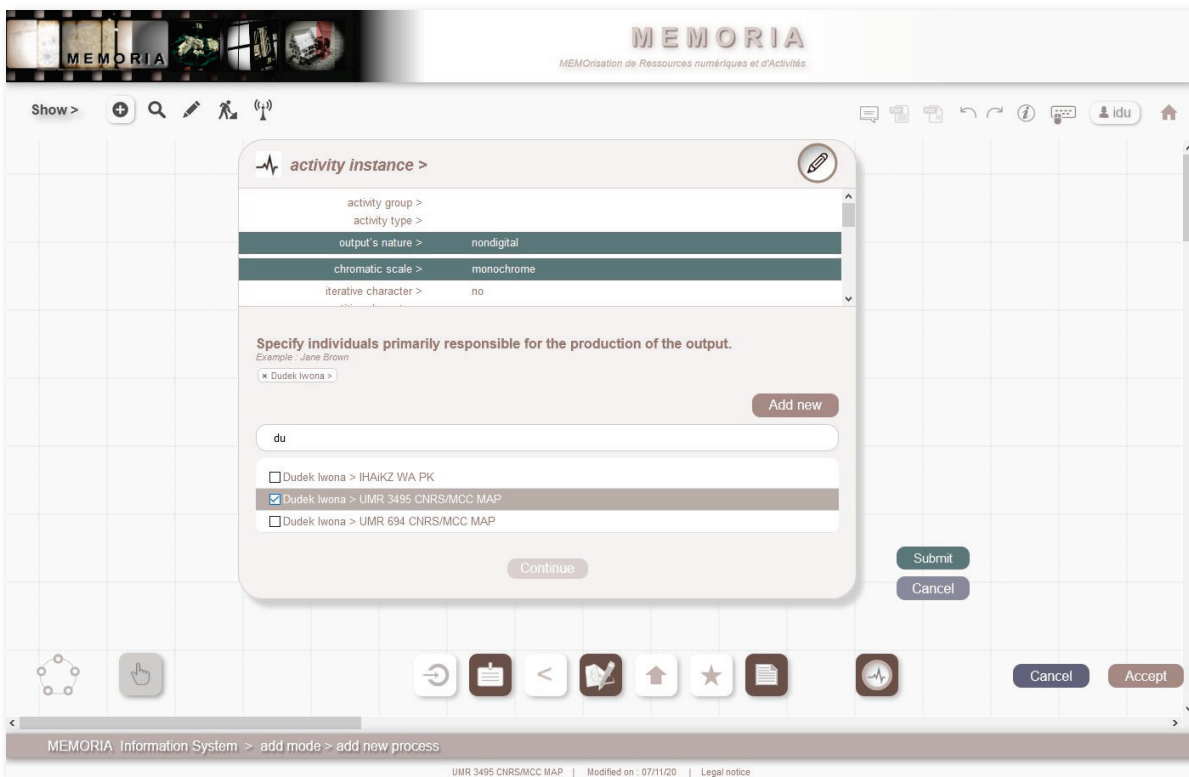 MEMORIA
MEMORIA
MEMOrisation de Ressources numériques et d'Activités
Show >
idu
activity instance >
activity group >
activity type >
output's nature > nondigital
chromatic scale > monochrome
iterative character > no
Specify individuals primarily responsible for the production of the output.
Example : Jane Brown
× Dudek Iwona >
Add new
du
Dudek Iwona > IHAiKZ WA PK
Dudek Iwona > UMR 3495 CNRS/MCC MAP
Dudek Iwona > UMR 694 CNRS/MCC MAP
Continue
Submit
Cancel
Cancel Accept
MEMORIA Information System > add mode > add new process
UMR 3495 CNRS/MCC MAP | Modified on : 07/11/20 | Legal notice